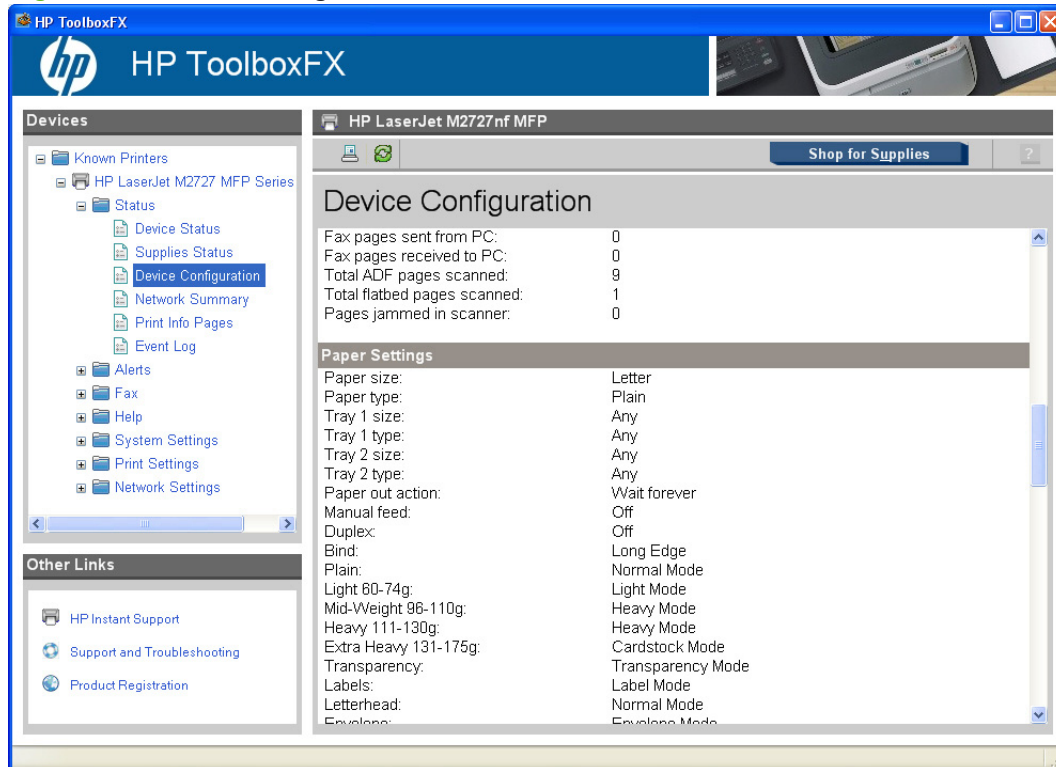 HP ToolboxFX
hp HP ToolboxFX
Devices
Known Printers
HP LaserJet M2727 MFP Series
Status
Device Status
Supplies Status
Device Configuration
Network Summary
Print Info Pages
Event Log
Alerts
Fax
Help
System Settings
Print Settings
Network Settings
Other Links
HP Instant Support
Support and Troubleshooting
Product Registration
HP LaserJet M2727nf MFP
Shop for Supplies ?
Device Configuration
Fax pages sent from PC: 0
Fax pages received to PC: 0
Total ADF pages scanned: 9
Total flatbed pages scanned: 1
Pages jammed in scanner: 0
Paper Settings
Paper size: Letter
Paper type: Plain
Tray 1 size: Any
Tray 1 type: Any
Tray 2 size: Any
Tray 2 type: Any
Paper out action: Wait forever
Manual feed: Off
Duplex: Off
Bind: Long Edge
Plain: Normal Mode
Light 60-74g: Light Mode
Mid-Weight 96-110g: Heavy Mode
Heavy 111-130g: Heavy Mode
Extra Heavy 131-175g: Cardstock Mode
Transparency: Transparency Mode
Labels: Label Mode
Letterhead: Normal Mode
Envelope: Envelope Mode